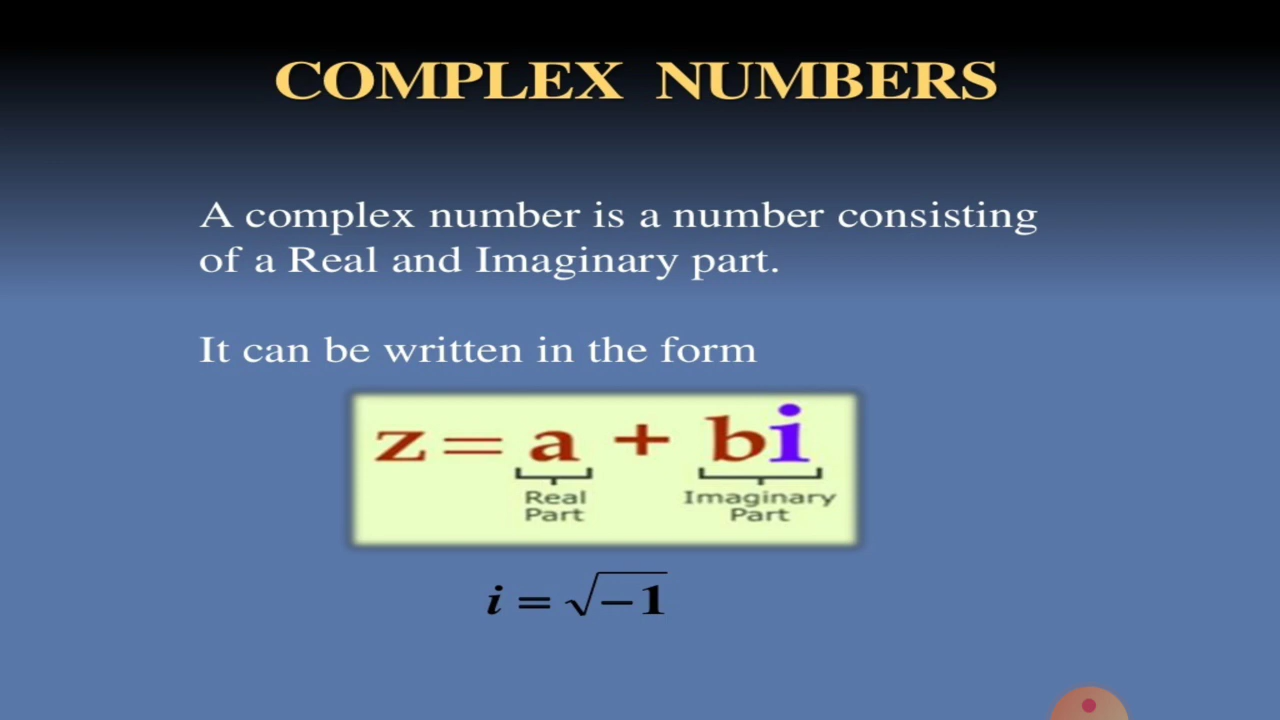 COMPLEX NUMBERS
A complex number is a number consisting
of a Real and Imaginary part.
It can be written in the form
z = a + bi
Real Imaginary
Part Part
i = √−1